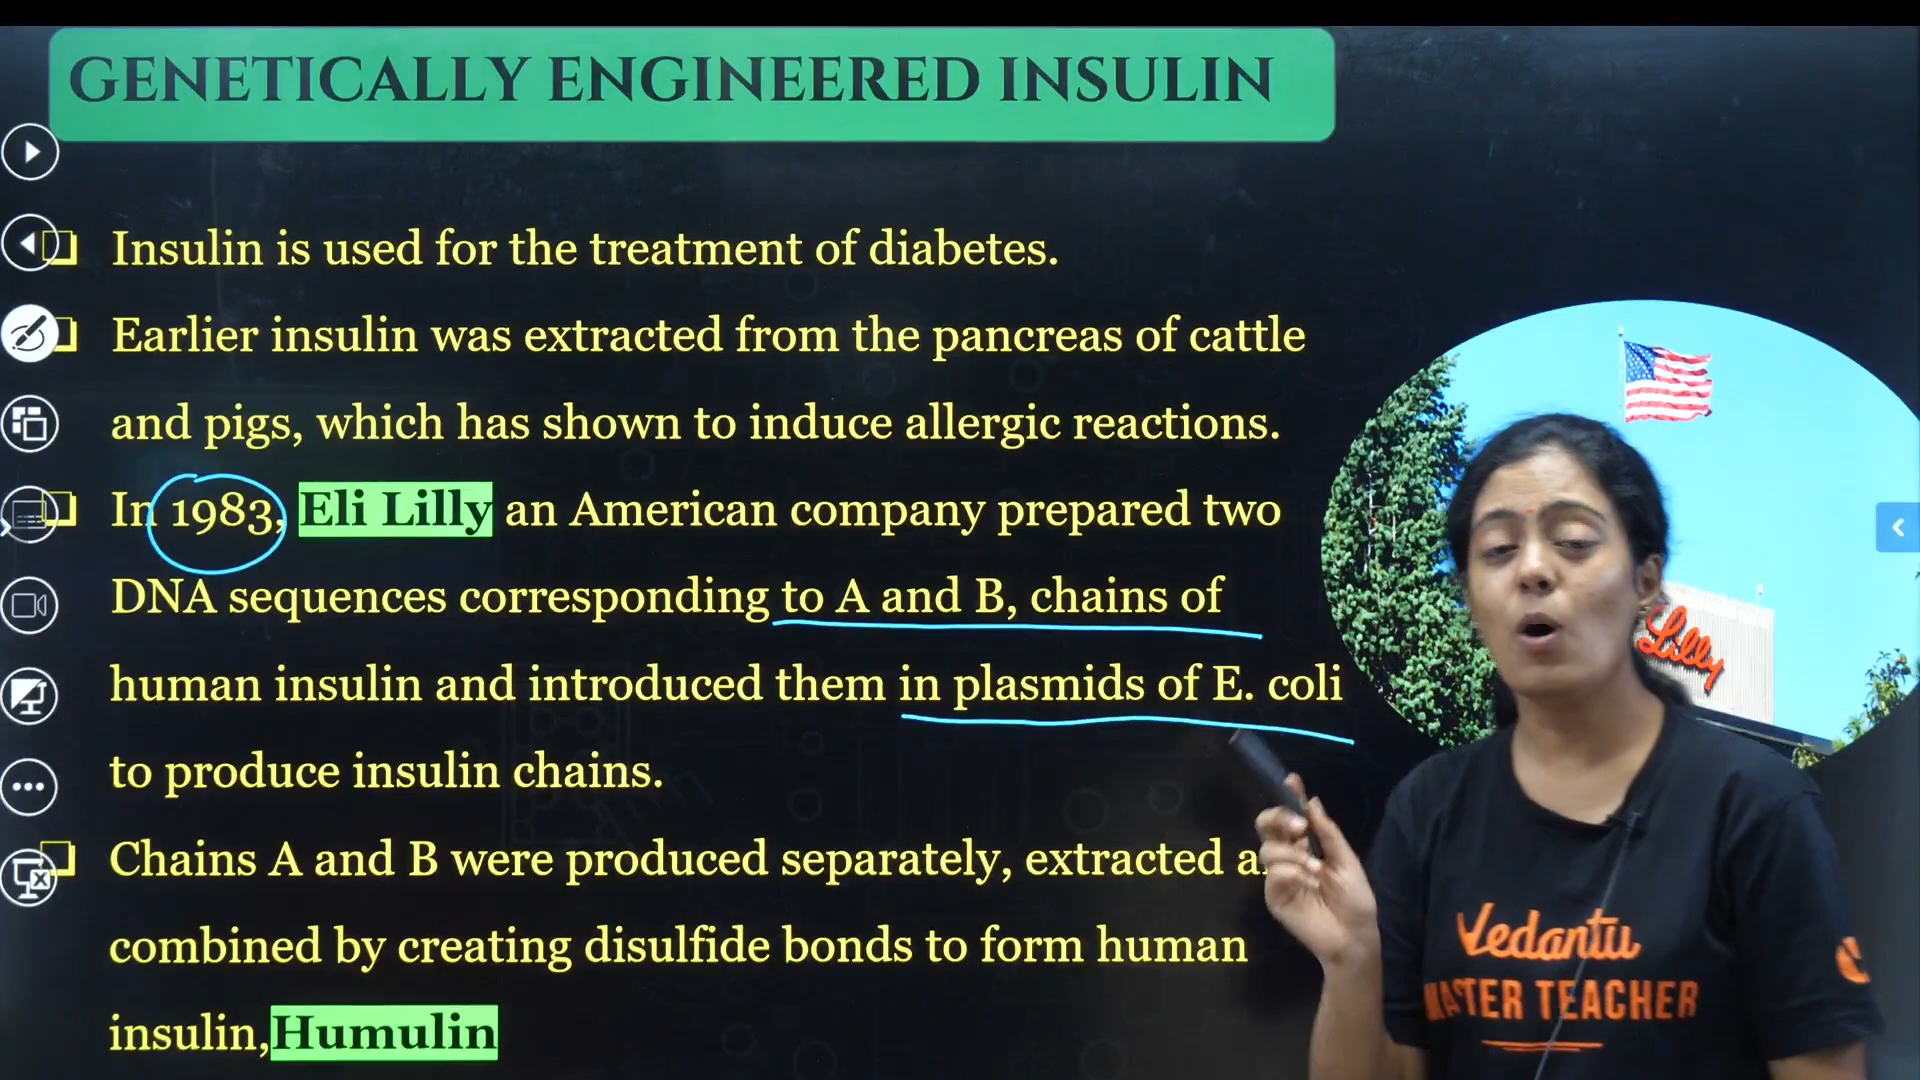 GENETICALLY ENGINEERED INSULIN
Insulin is used for the treatment of diabetes.
Earlier insulin was extracted from the pancreas of cattle
and pigs, which has shown to induce allergic reactions.
In 1983, Eli Lilly an American company prepared two
DNA sequences corresponding to A and B, chains of
human insulin and introduced them in plasmids of E. coli
to produce insulin chains.
Chains A and B were produced separately, extracted a
combined by creating disulfide bonds to form human
insulin, Humulin
Lilly
Vedantu
MASTER TEACHER